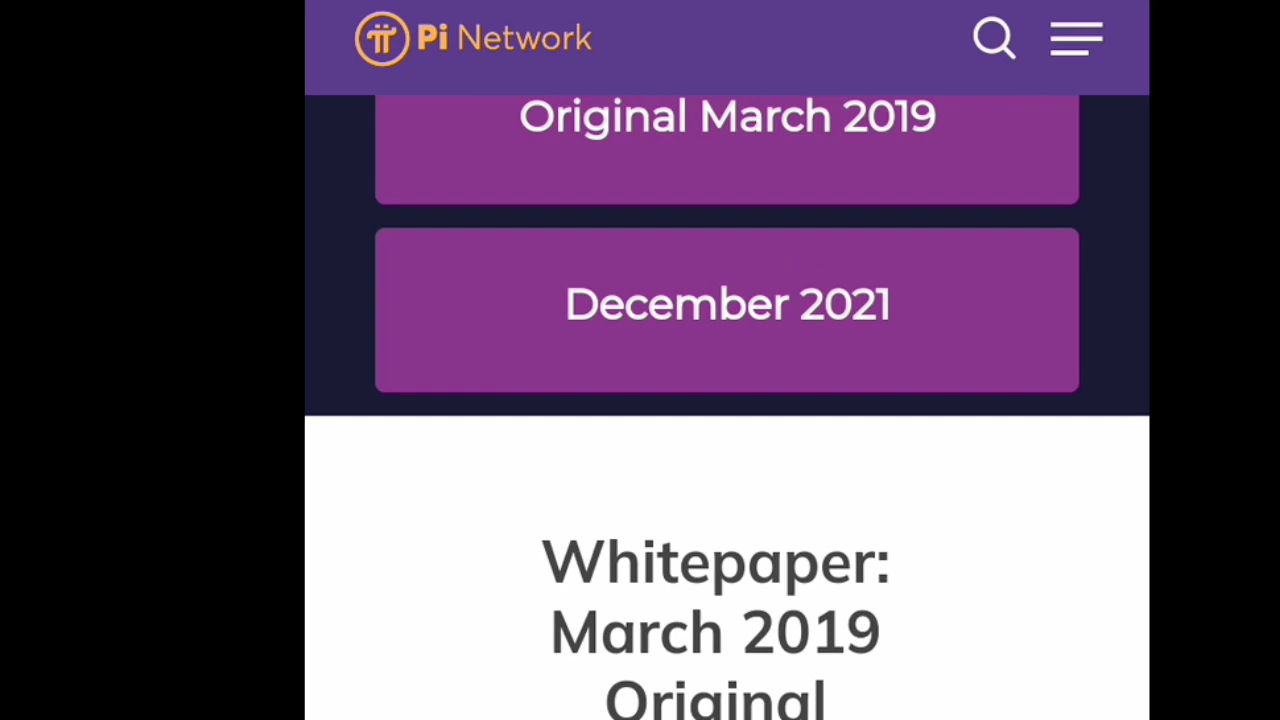 Pi Network
Original March 2019
December 2021
Whitepaper:
March 2019
Original